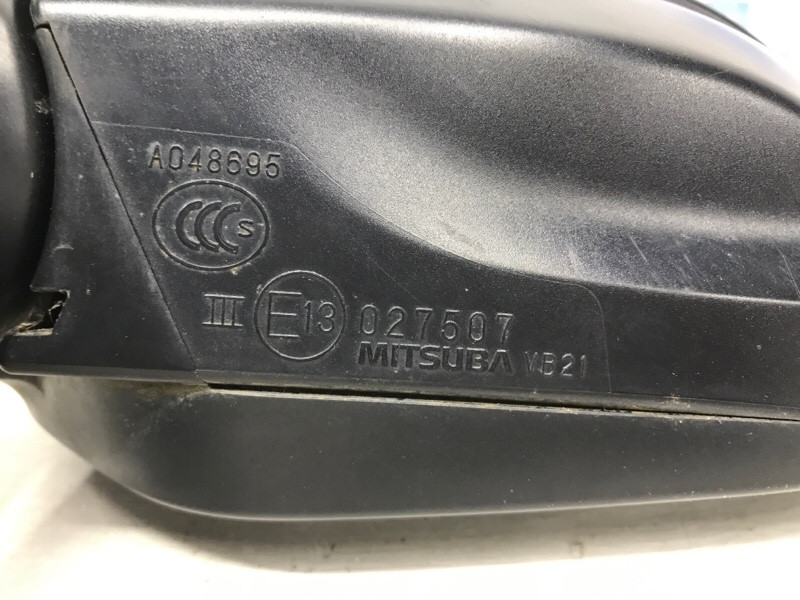 A048695
CCC S
III E13 027507
MITSUBA VB21